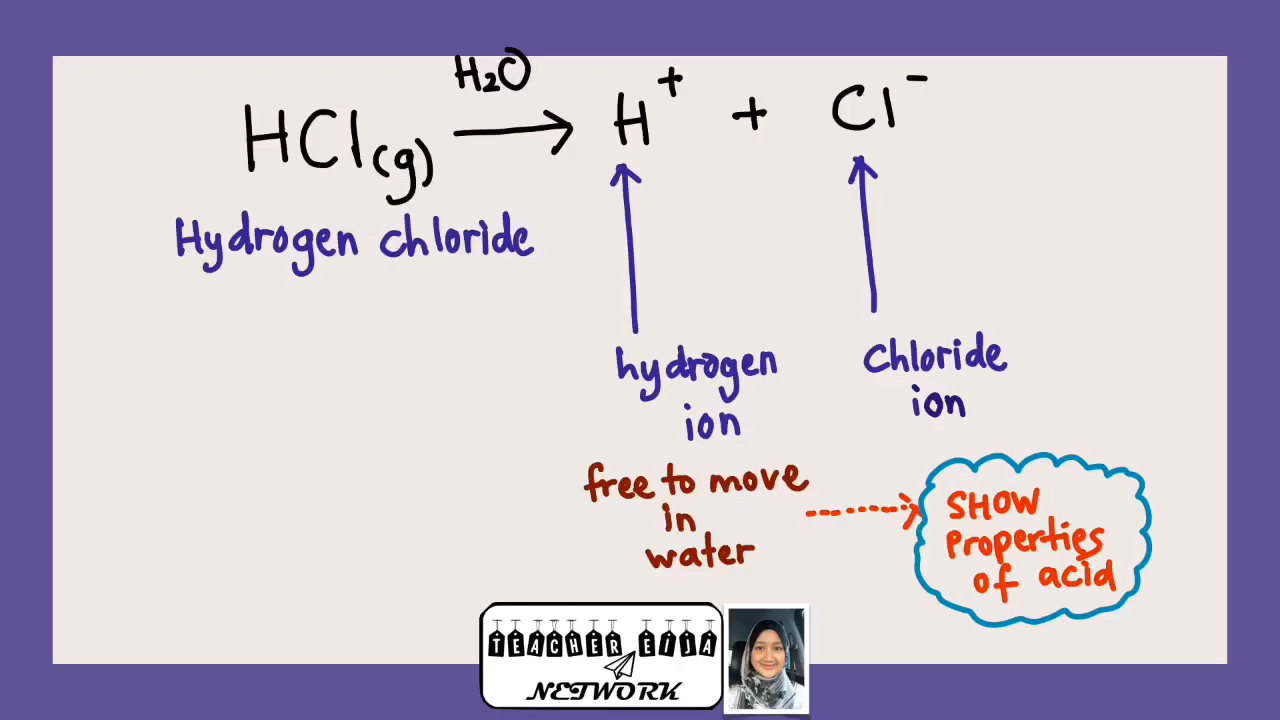 HCl(g) H₂O → H⁺ + Cl⁻
Hydrogen chloride
hydrogen
ion
Chloride
ion
free to move
in
water
SHOW
Properties
of acid
TEACHER EIJA
NETWORK